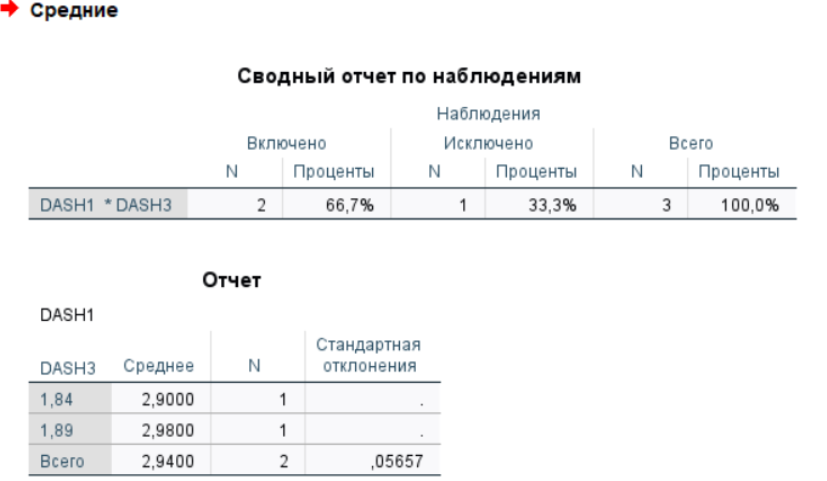 Средние
Сводный отчет по наблюдениям
Наблюдения
Включено Исключено Всего
N Проценты N Проценты N Проценты
DASH1 * DASH3 2 66,7% 1 33,3% 3 100,0%
Отчет
DASH1
DASH3 Среднее N Стандартная отклонения
1,84 2,9000 1 .
1,89 2,9800 1 .
Всего 2,9400 2 ,05657